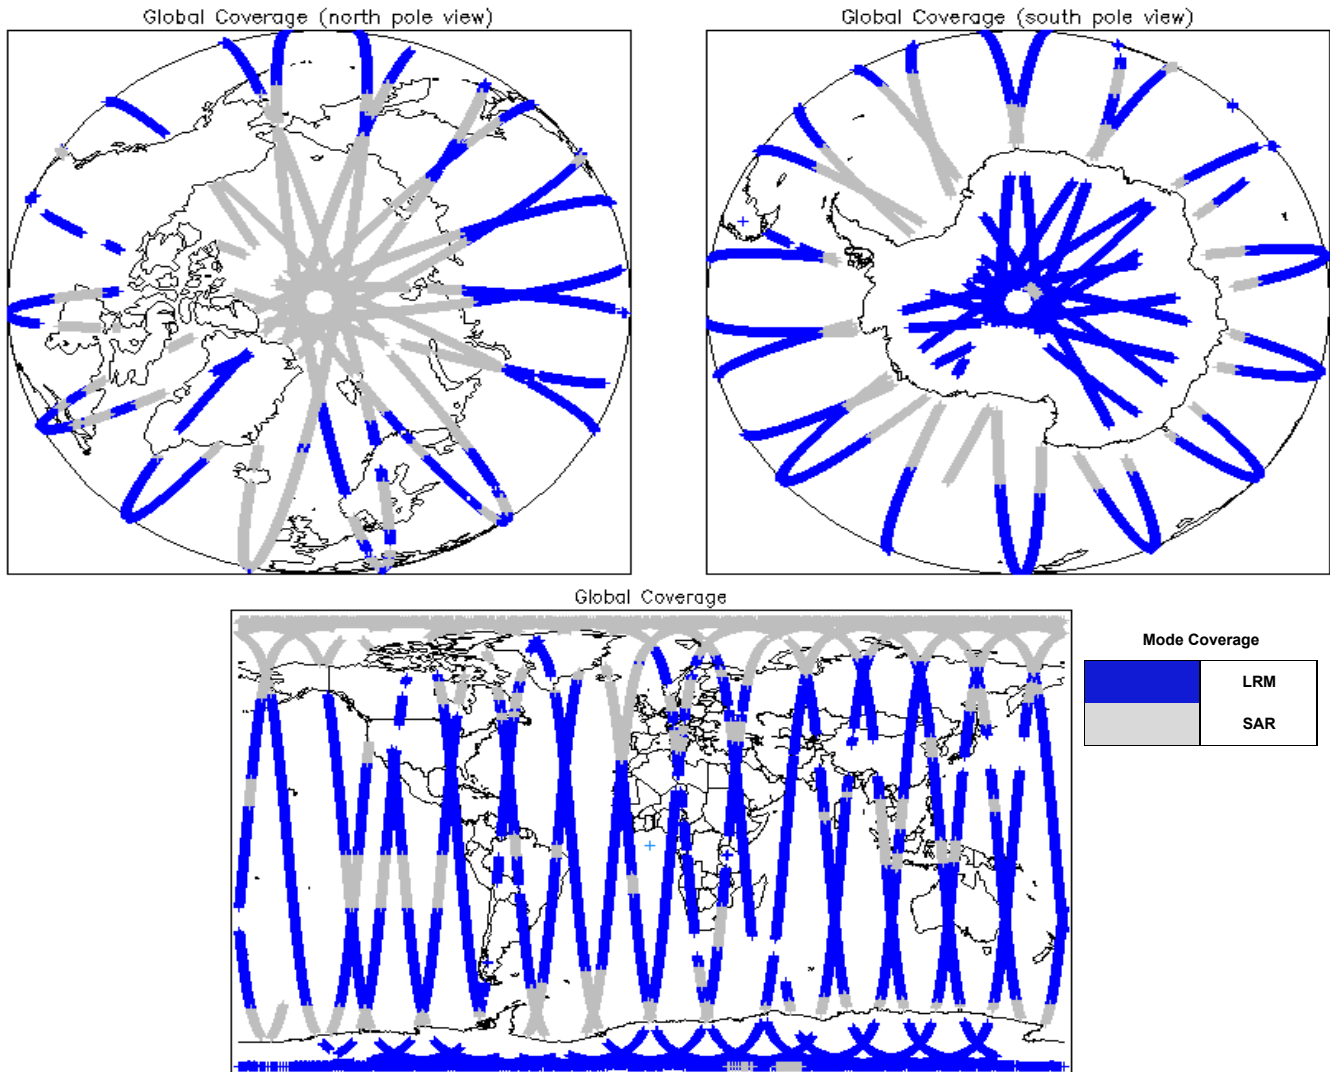 Global Coverage (north pole view)
Global Coverage (south pole view)
Global Coverage
Mode Coverage
LRM
SAR